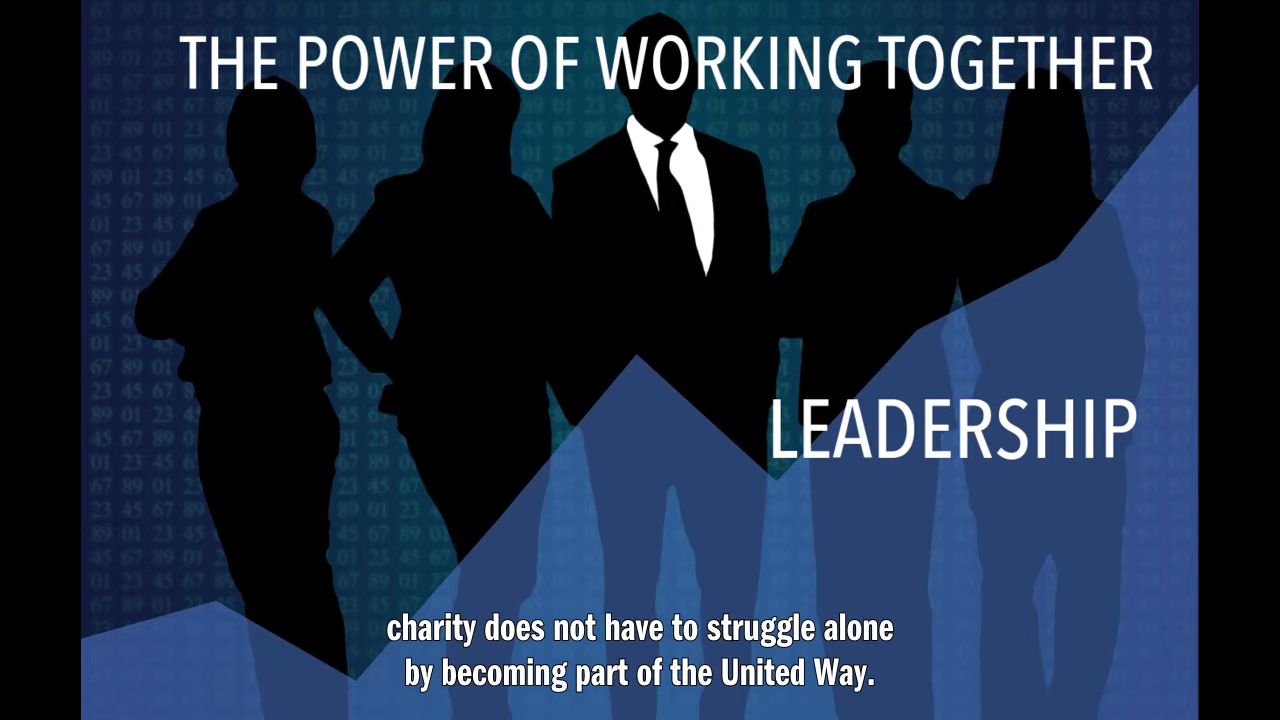 THE POWER OF WORKING TOGETHER
LEADERSHIP
charity does not have to struggle alone
by becoming part of the United Way.